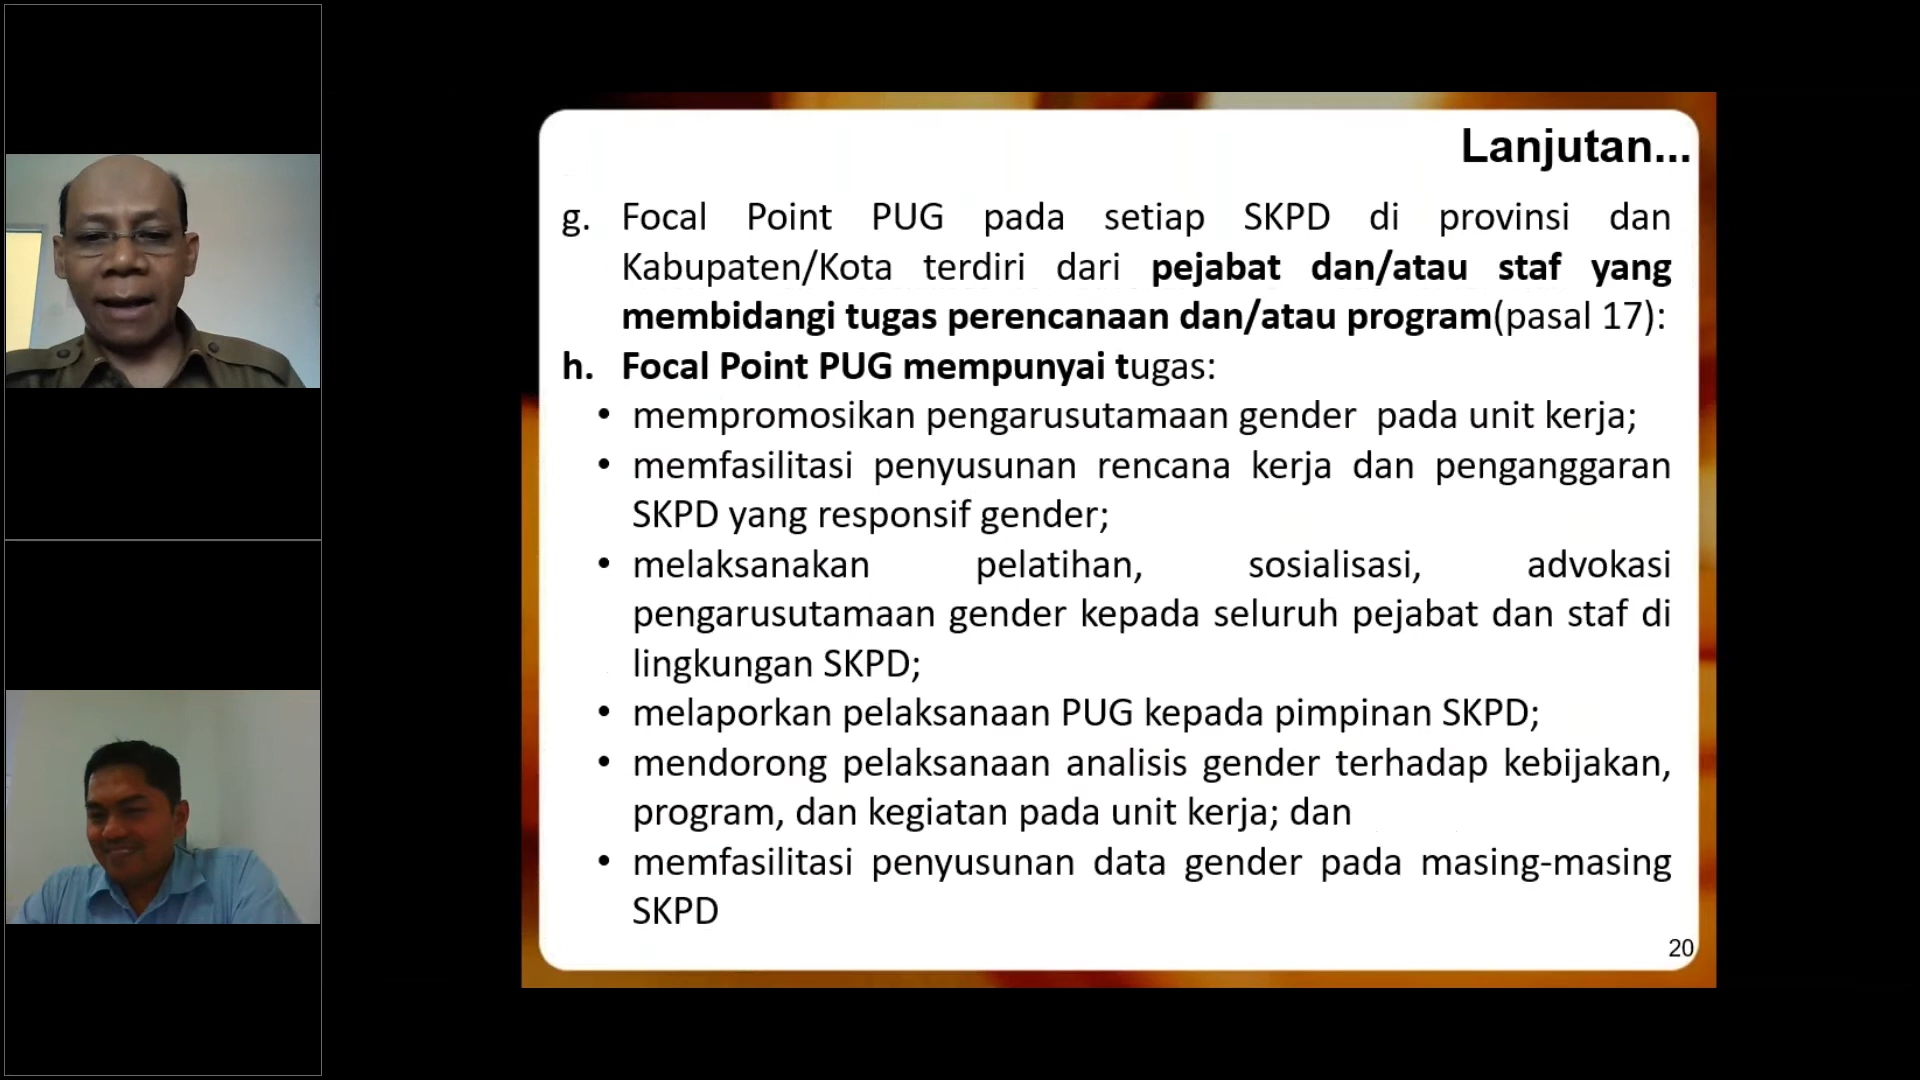 Lanjutan...
g. Focal Point PUG pada setiap SKPD di provinsi dan
Kabupaten/Kota terdiri dari pejabat dan/atau staf yang
membidangi tugas perencanaan dan/atau program(pasal 17):
h. Focal Point PUG mempunyai tugas:
• mempromosikan pengarusutamaan gender pada unit kerja;
• memfasilitasi penyusunan rencana kerja dan penganggaran
SKPD yang responsif gender;
• melaksanakan pelatihan, sosialisasi, advokasi
pengarusutamaan gender kepada seluruh pejabat dan staf di
lingkungan SKPD;
• melaporkan pelaksanaan PUG kepada pimpinan SKPD;
• mendorong pelaksanaan analisis gender terhadap kebijakan,
program, dan kegiatan pada unit kerja; dan
• memfasilitasi penyusunan data gender pada masing-masing
SKPD
20